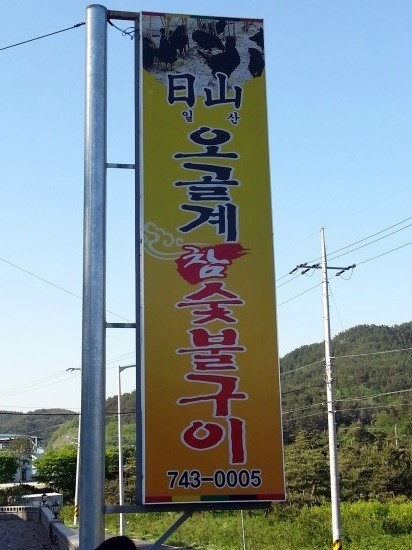 日山
일산
오골계
참숯불구이
743-0005